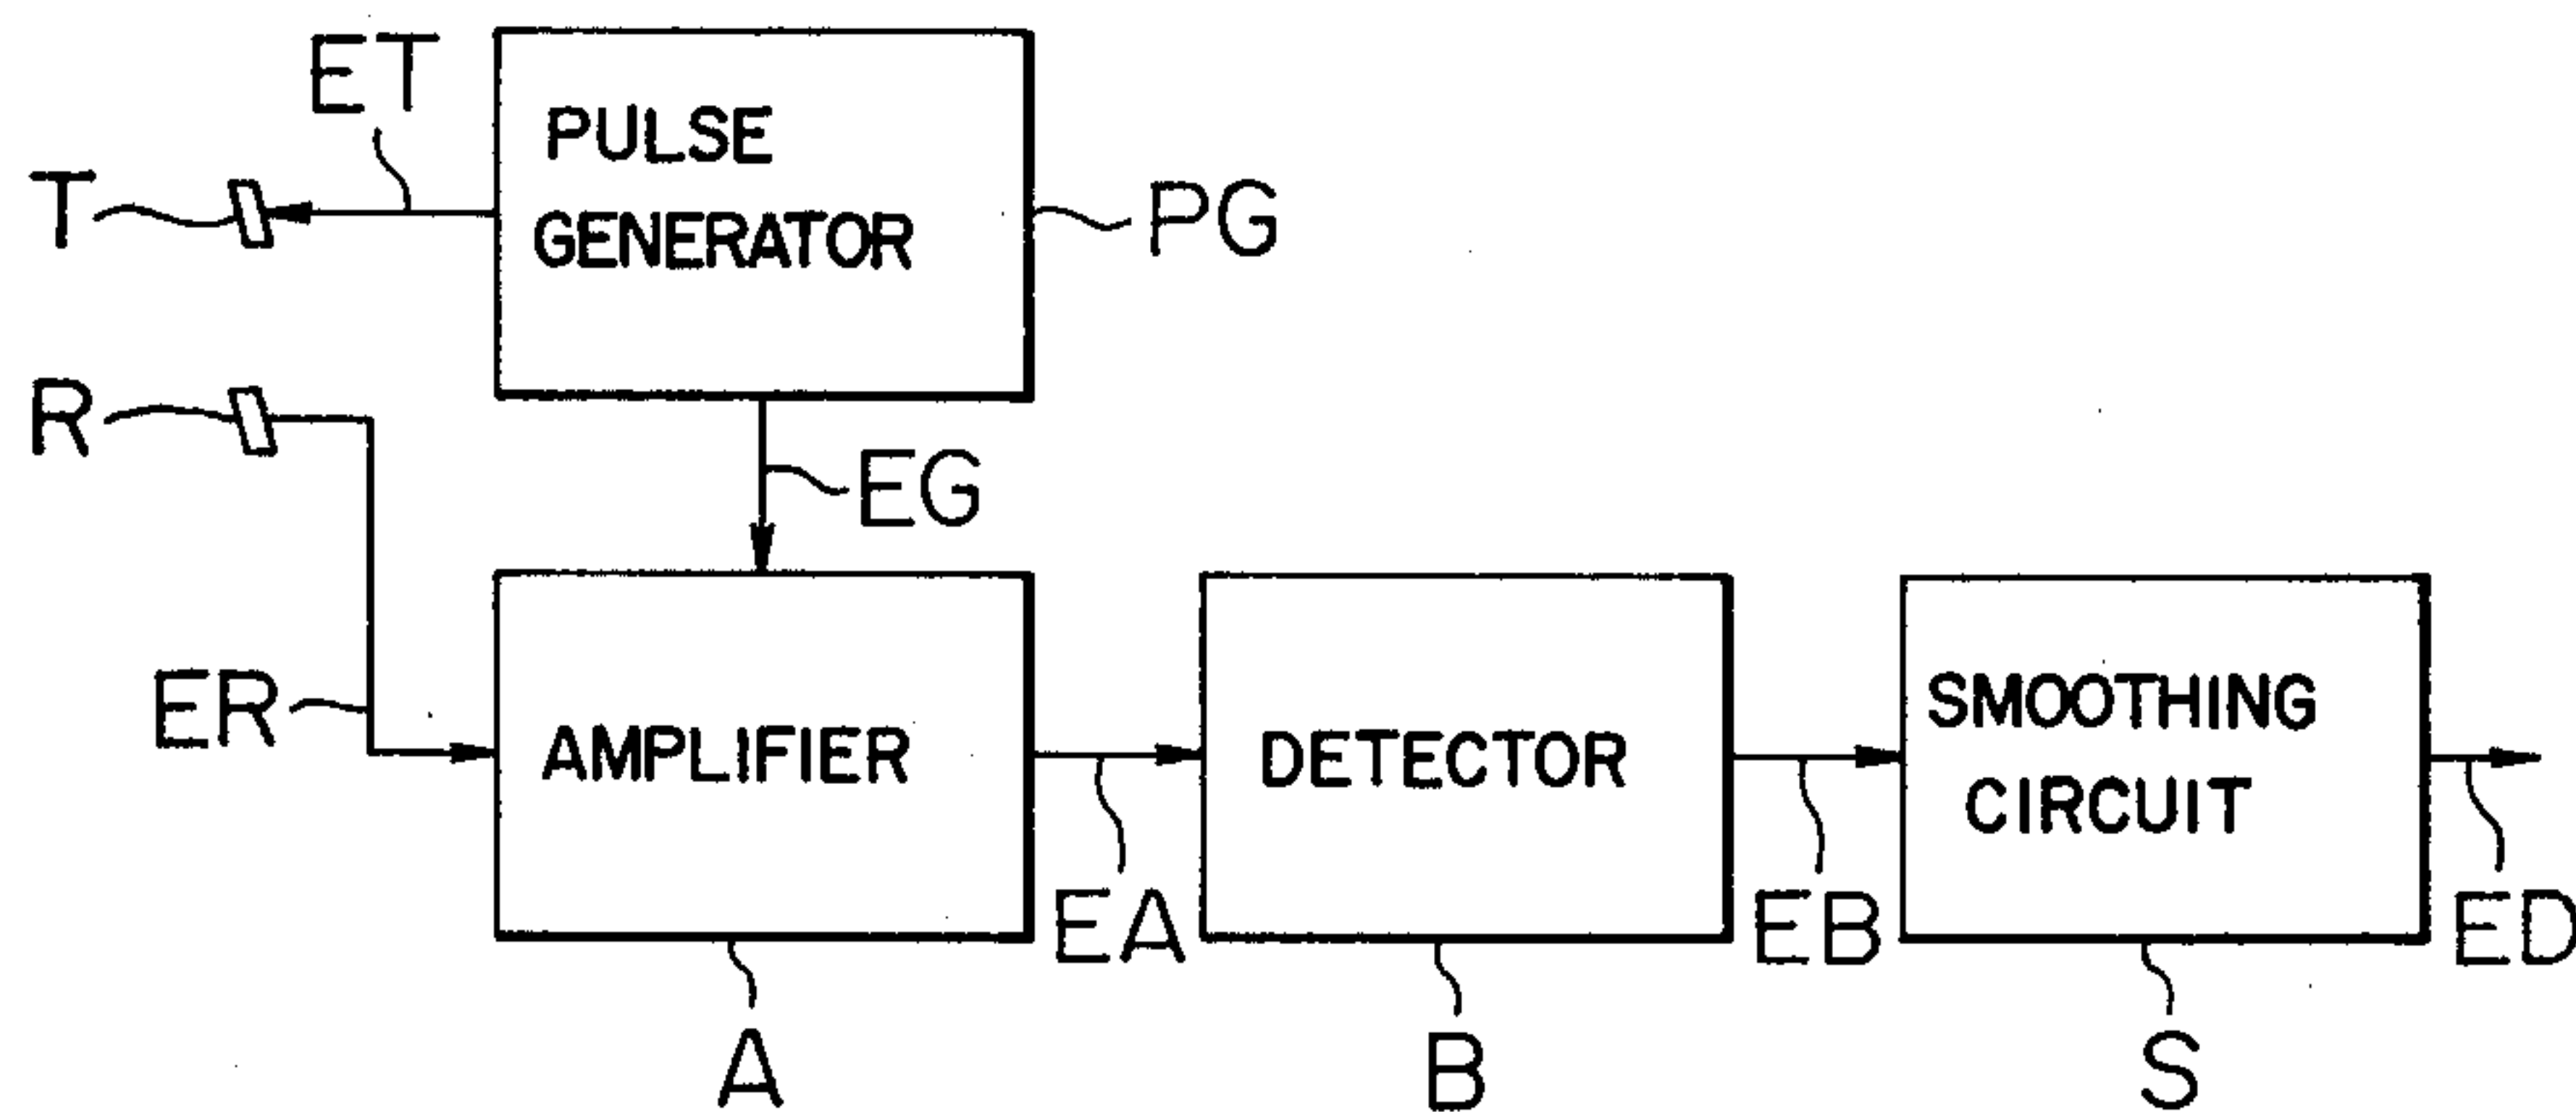 ET
PULSE
GENERATOR
T
PG
R
EG
ER
AMPLIFIER
DETECTOR
SMOOTHING
CIRCUIT
EA
EB
ED
A
B
S